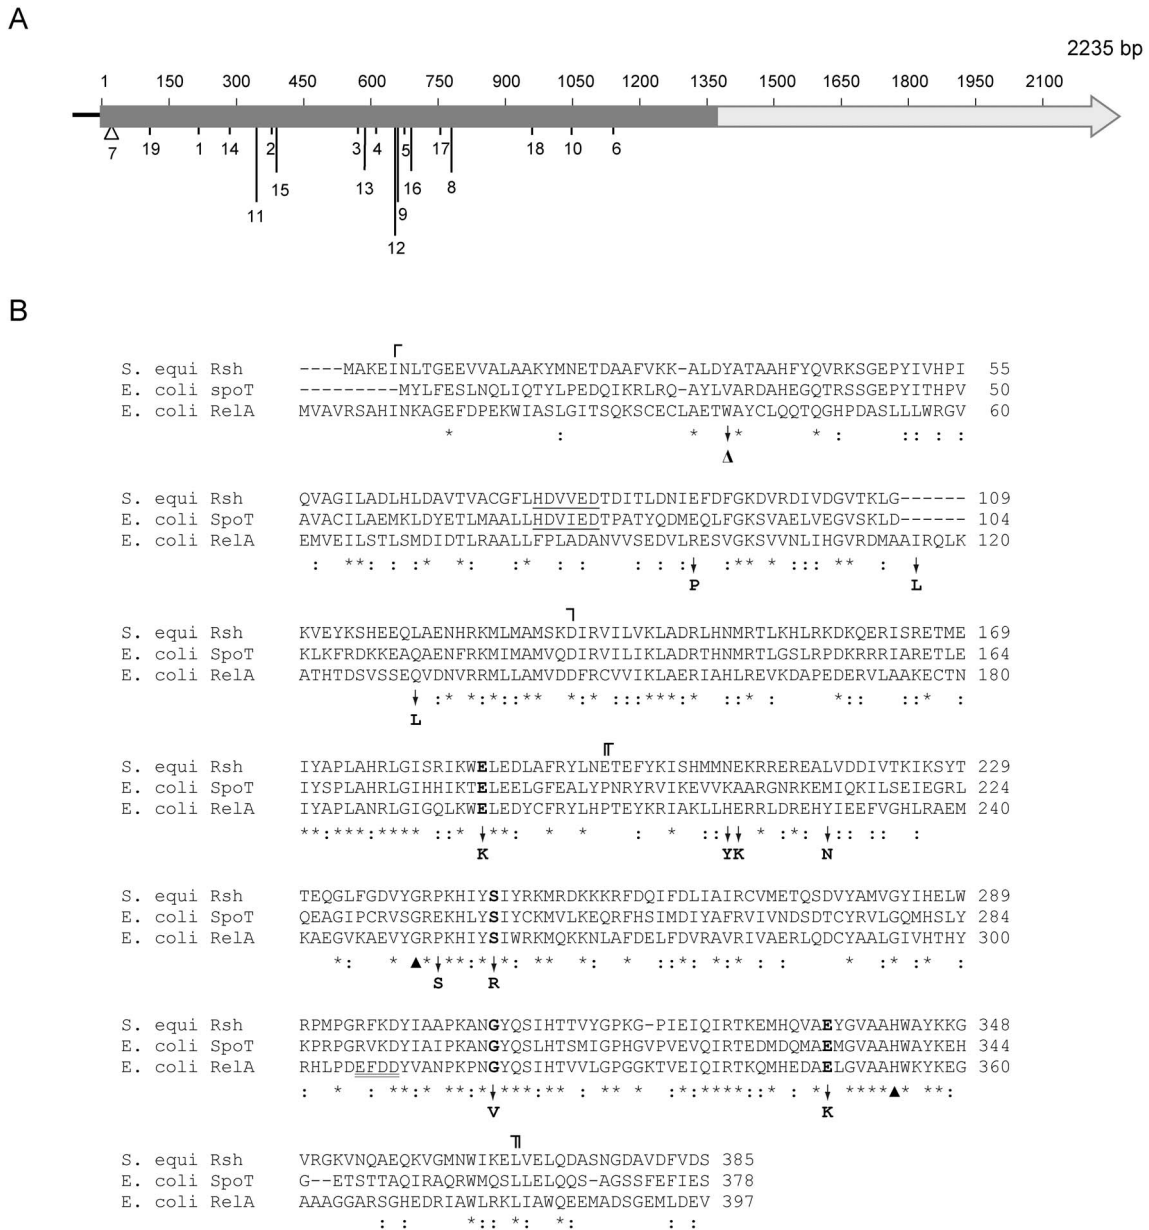 A
2235 bp
1 150 300 450 600 750 900 1050 1200 1350 1500 1650 1800 1950 2100
7 19 1 14 2 3 4 5 17 18 10 6
15 13 16 8
11 9
12
B
S. equi Rsh ----MAKEINLTGEEVVALAAKYMNETDAAFVKK-ALDYATAAHFYQVRKSGEPYIVHPI 55
E. coli spoT ---------MYLFESLNQLIQTYLPEDQIKRLRQ-AYLVARDAHEGQTRSSGEPYITHPV 50
E. coli RelA MVAVRSAHINKAGEFDPEKWIASLGITSQKSCECLAETWAYCLQQTQGHPDASLLLWRGV 60
* : * ↓* * : :: : :
Δ
S. equi Rsh QVAGILADLHLDAVTVACGFLHDVVEDTDITLDNIEFDFGKDVRDIVDGVTKLG------ 109
E. coli SpoT AVACILAEMKLDYETLMAALLHDVIEDTPATYQDMEQLFGKSVAELVEGVSKLD------ 104
E. coli RelA EMVEILSTLSMDIDTLRAALLFPLADANVVSEDVLRESVGKSVVNLIHGVRDMAAIRQLK 120
: **: : :* *: :* : : : : :↓ :** * ::: ** : ↓
P L
S. equi Rsh KVEYKSHEEQLAENHRKMLMAMSKDIRVILVKLADRLHNMRTLKHLRKDKQERISRETME 169
E. coli SpoT KLKFRDKKEAQAENFRKMIMAMVQDIRVILIKLADRTHNMRTLGSLRPDKRRRIARETLE 164
E. coli RelA ATHTDSVSSEQVDNVRRMLLAMVDDFRCVVIKLAERIAHLREVKDAPEDERVLAAKECTN 180
↓ :* *:*::** *:* :::***:* ::* : *:: ::* :
L
S. equi Rsh IYAPLAHRLGISRIKWELEDLAFRYLNETEFYKISHMMNEKRREREALVDDIVTKIKSYT 229
E. coli SpoT IYSPLAHRLGIHHIKTELEELGFEALYPNRYRVIKEVVKAARGNRKEMIQKILSEIEGRL 224
E. coli RelA IYAPLANRLGIGQLKWELEDYCFRYLHPTEYKRIAKLLHERRLDREHYIEEFVGHLRAEM 240
**:***:**** ::* ↓**: * * : * ::↓↓ * :*: ↓:: :: :
K YK N
S. equi Rsh TEQGLFGDVYGRPKHIYSIYRKMRDKKKRFDQIFDLIAIRCVMETQSDVYAMVGYIHELW 289
E. coli SpoT QEAGIPCRVSGREKHLYSIYCKMVLKEQRFHSIMDIYAFRVIVNDSDTCYRVLGQMHSLY 284
E. coli RelA KAEGVKAEVYGRPKHIYSIWRKMQKKNLAFDELFDVRAVRIVAERLQDCYAALGIVHTHY 300
*: * ▲*↓**:*↓*: ** * *: * ::*: *:* : : * *: * :
S R
S. equi Rsh RPMPGRFKDYIAAPKANGYQSIHTTVYGPKG-PIEIQIRTKEMHQVAEYGVAAHWAYKKG 348
E. coli SpoT KPRPGRVKDYIAIPKANGYQSLHTSMIGPHGVPVEVQIRTEDMDQMAEMGVAAHWAYKEH 344
E. coli RelA RHLPDEFDDYVANPKPNGYQSIHTVVLGPGGKTVEIQIRTKQMHEDAELGVAAHWKYKEG 360
: * : **:* **↓****:** : ** * :*:****::*: *↓ ****▲* **:
V K
S. equi Rsh VRGKVNQAEQKVGMNWIKELVELQDASNGDAVDFVDS 385
E. coli SpoT G--ETSTTAQIRAQRWMQSLLELQQS-AGSSFEFIES 378
E. coli RelA AAAGGARSGHEDRIAWLRKLIAWQEEMADSGEMLDEV 397
: : *:: *: *: : :